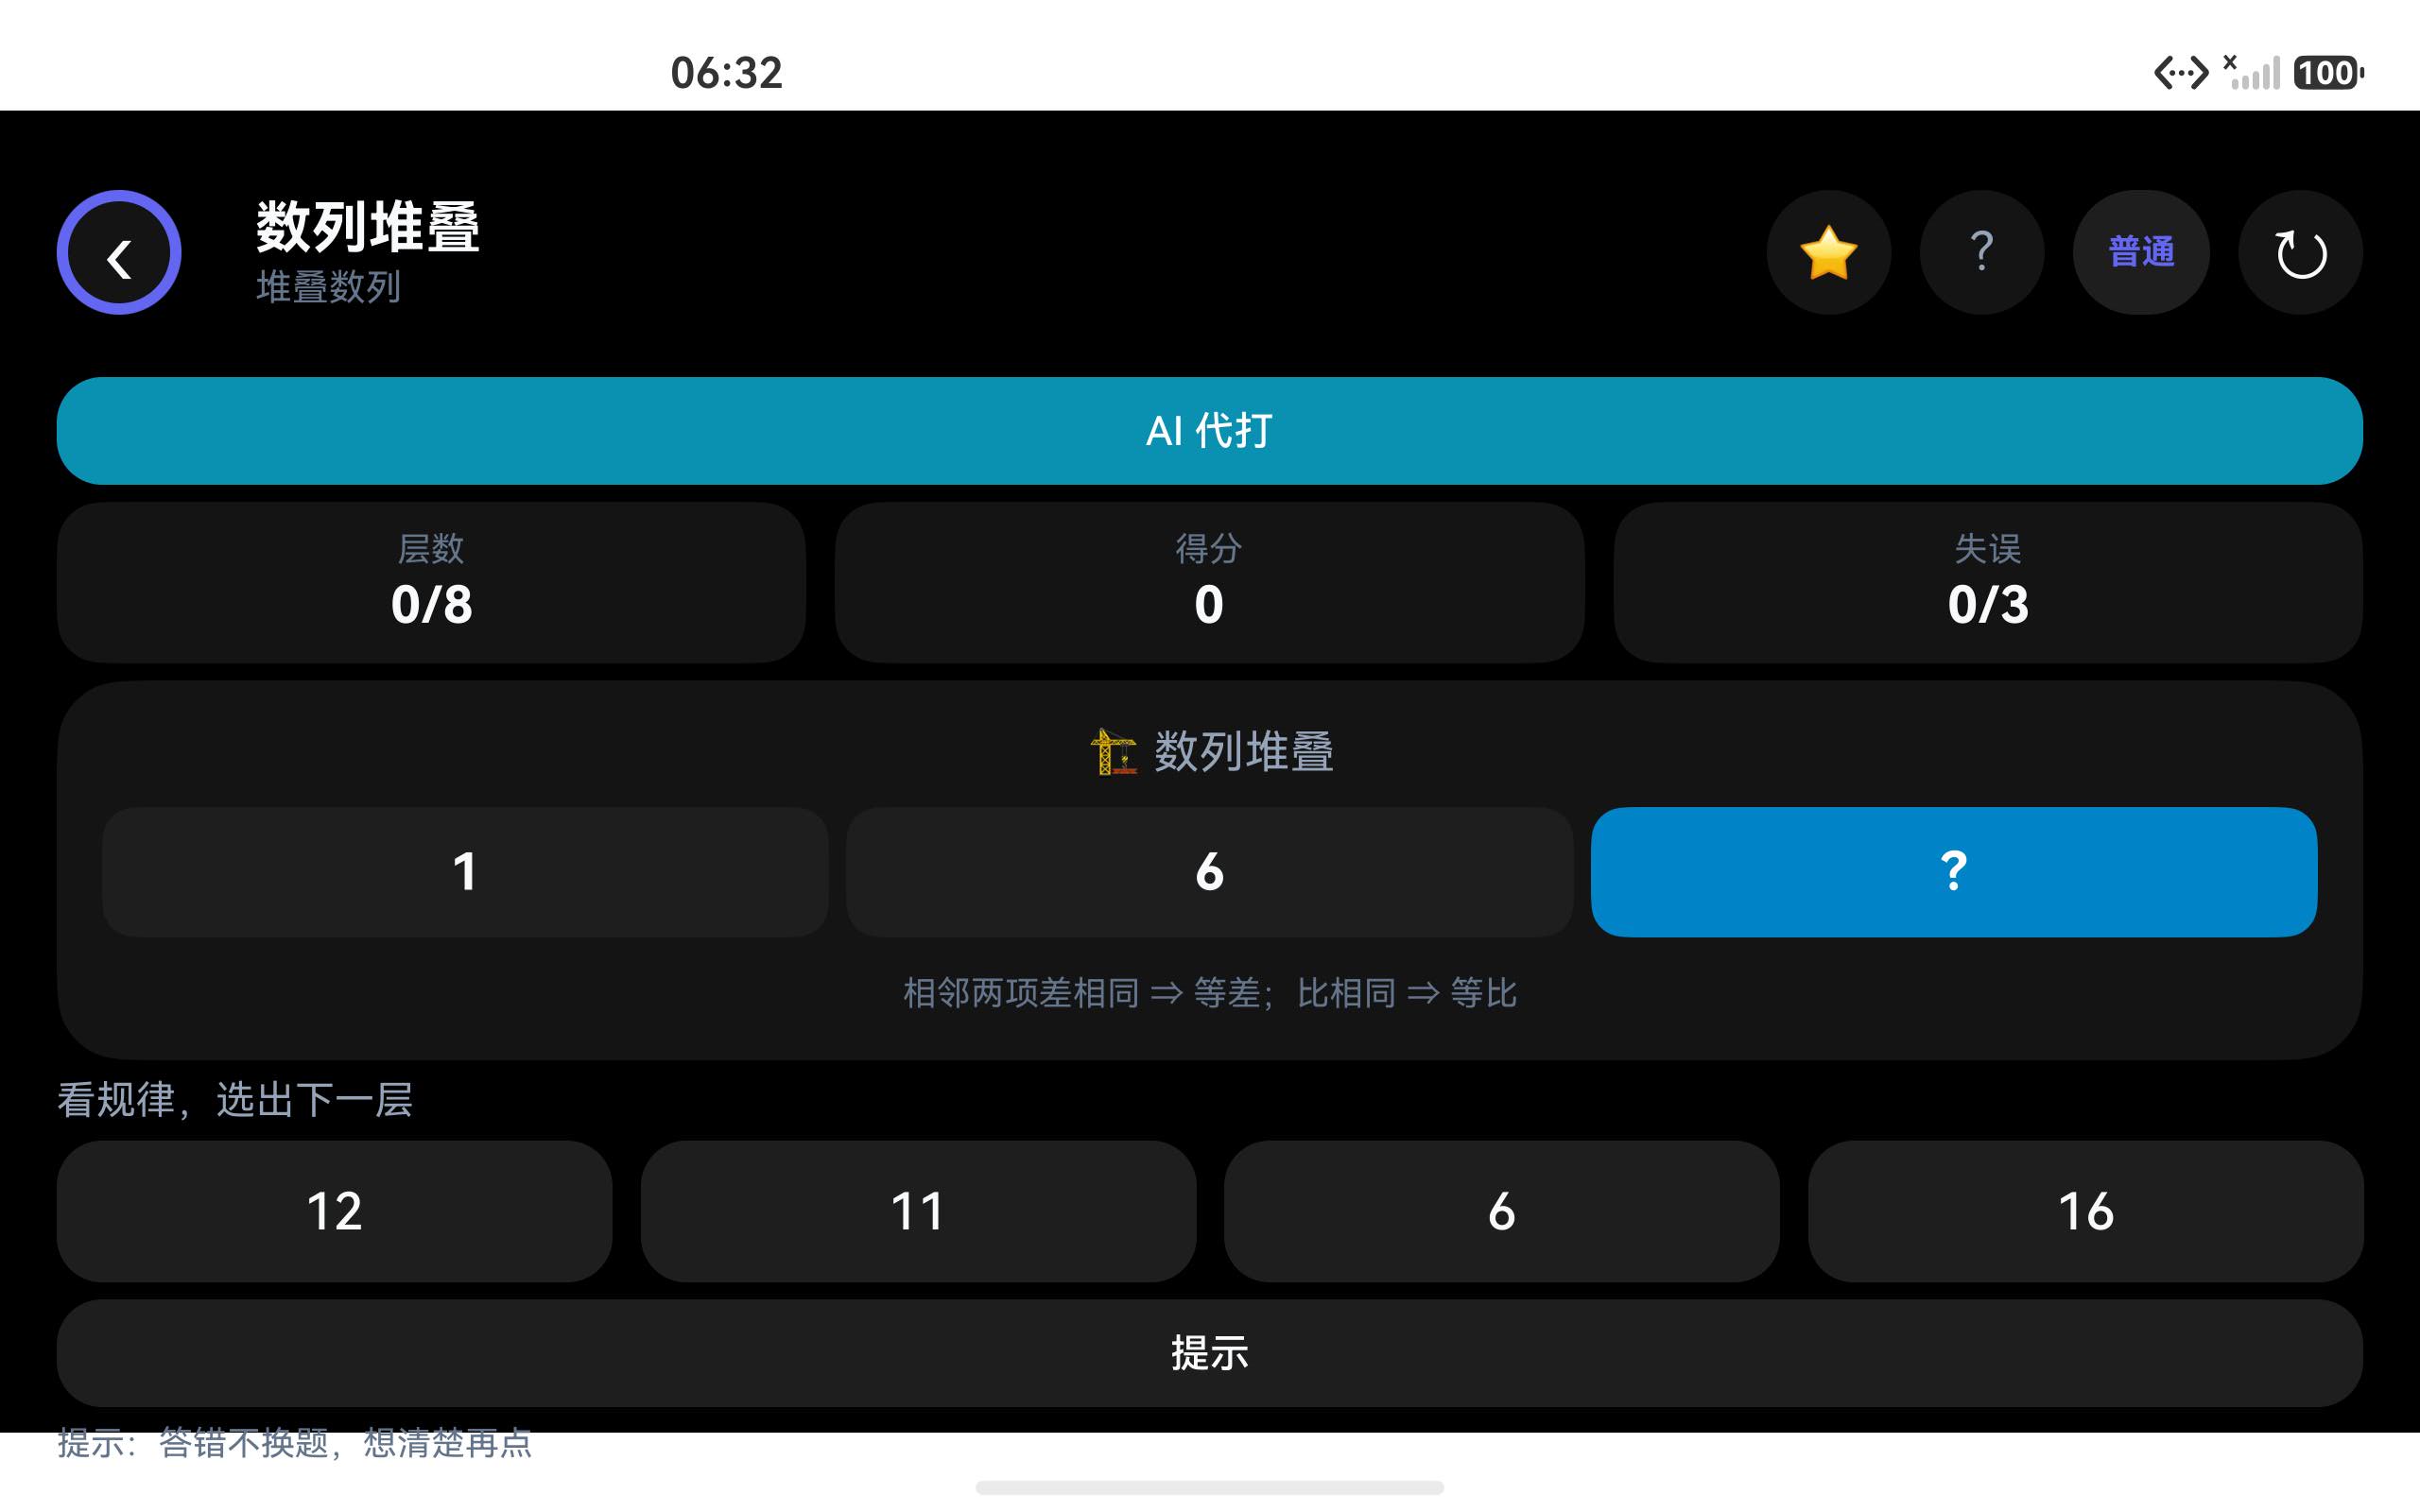 06:32
100
数列堆叠
堆叠数列
?
普通
AI 代打
层数
0/8
得分
0
失误
0/3
数列堆叠
1
6
?
相邻两项差相同 ⇒ 等差；比相同 ⇒ 等比
看规律，选出下一层
12
11
6
16
提示
提示：答错不换题，想清楚再点